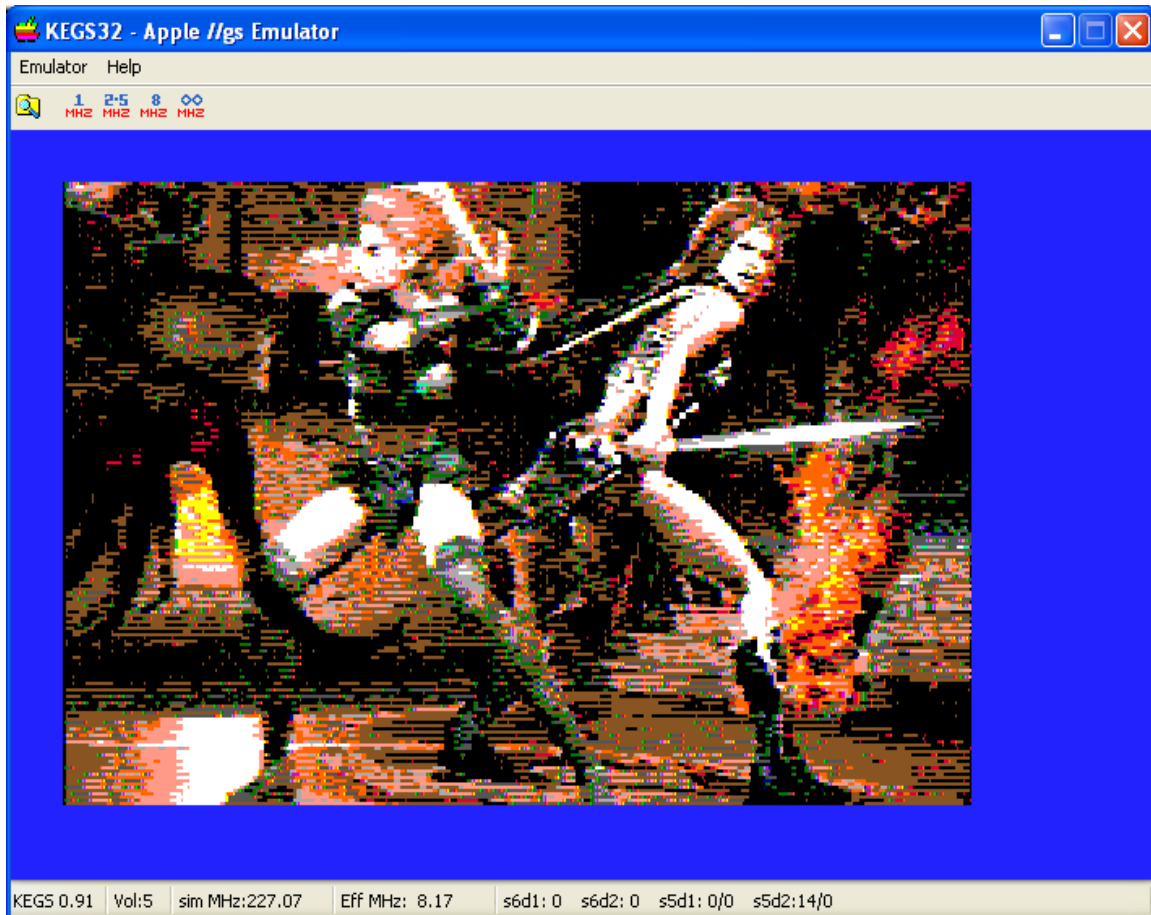 KEGS32 - Apple //gs Emulator
Emulator Help
1 MHZ 2·5 MHZ 8 MHZ ∞ MHZ
KEGS 0.91 Vol:5 sim MHz:227.07 Eff MHz: 8.17 s6d1: 0 s6d2: 0 s5d1: 0/0 s5d2:14/0